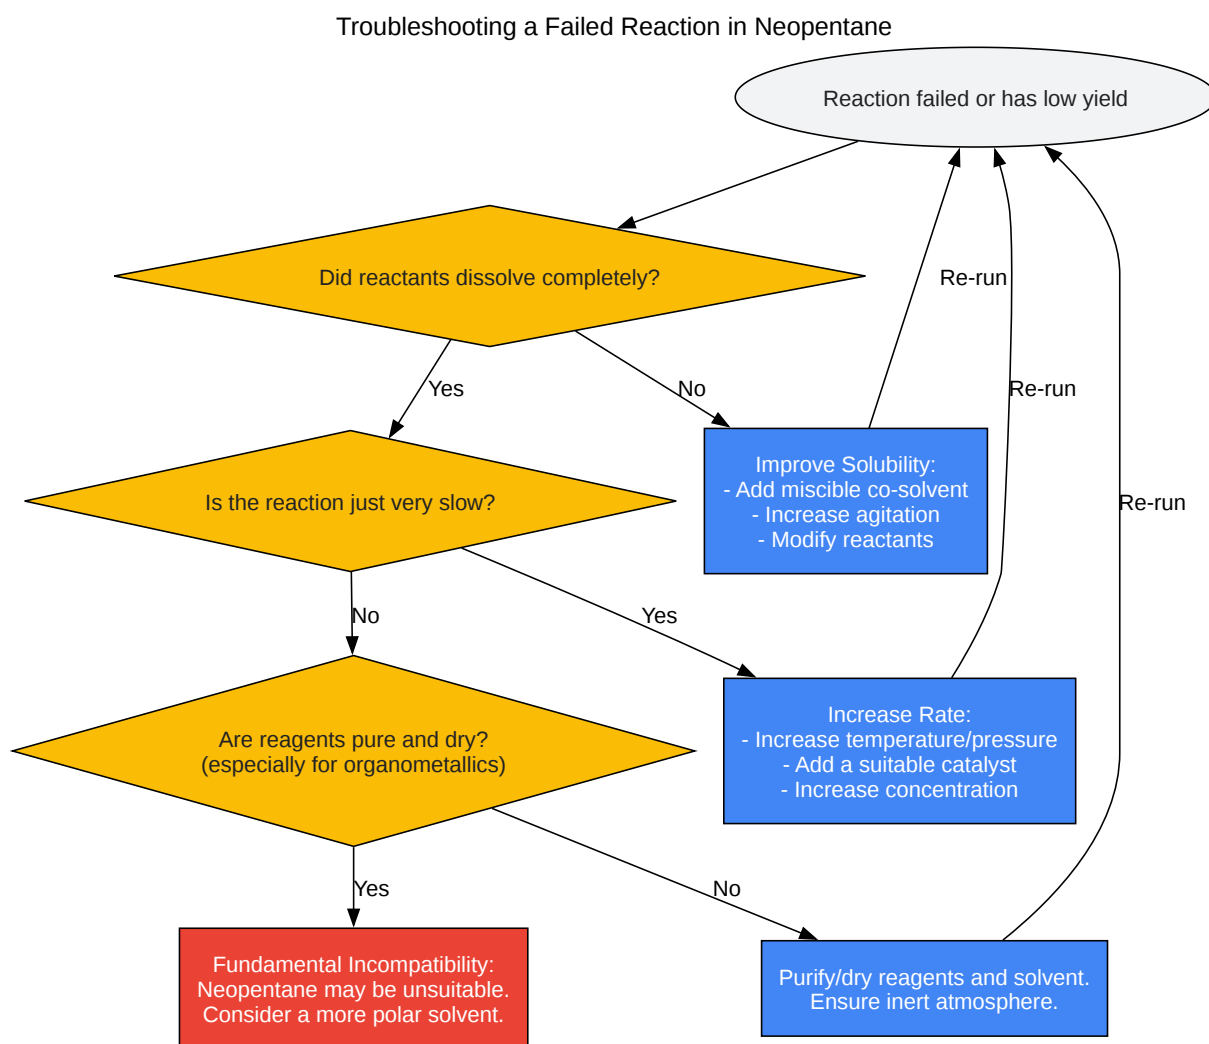 Troubleshooting a Failed Reaction in Neopentane
Reaction failed or has low yield
Did reactants dissolve completely?
Re-run
Yes
No
Re-run
Improve Solubility:
- Add miscible co-solvent
- Increase agitation
- Modify reactants
Is the reaction just very slow?
Re-run
No
Yes
Increase Rate:
- Increase temperature/pressure
- Add a suitable catalyst
- Increase concentration
Are reagents pure and dry?
(especially for organometallics)
Yes
No
Fundamental Incompatibility:
Neopentane may be unsuitable.
Consider a more polar solvent.
Purify/dry reagents and solvent.
Ensure inert atmosphere.